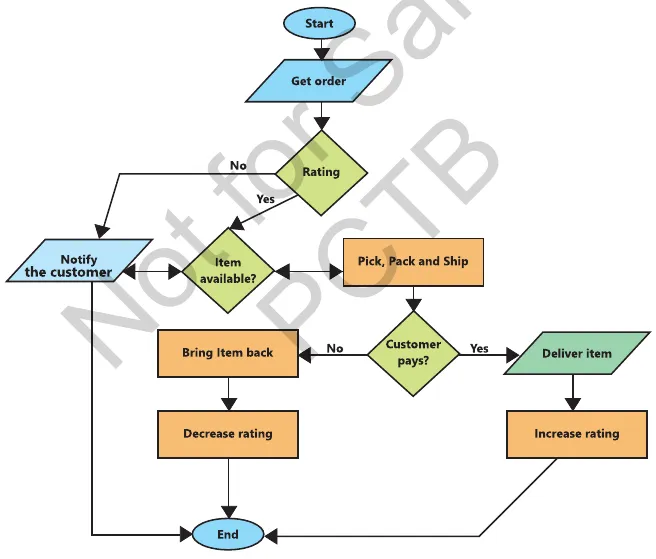 Start
Get order
Rating
No
Yes
Notify
the customer
Item
available?
Pick, Pack and Ship
Customer
pays?
No
Yes
Bring Item back
Deliver item
Decrease rating
Increase rating
End
Not for Sal
PCTB